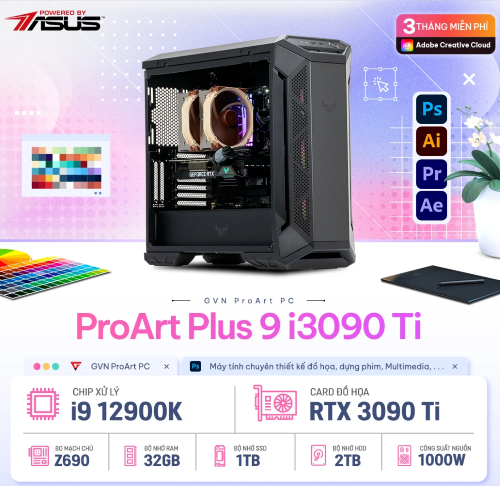 POWERED BY
ASUS
3 THÁNG MIỄN PHÍ
Adobe Creative Cloud
Ps
Ai
Pr
Ae
GEFORCE RTX
GVN ProArt PC
ProArt Plus 9 i3090 Ti
GVN ProArt PC ×
Ps Máy tính chuyên thiết kế đồ họa, dựng phim, Multimedia, . . . ×
CHIP XỬ LÝ
i9 12900K
CARD ĐỒ HỌA
RTX 3090 Ti
BO MẠCH CHỦ
Z690
BỘ NHỚ RAM
32GB
BỘ NHỚ SSD
1TB
BỘ NHỚ HDD
2TB
CÔNG SUẤT NGUỒN
1000W